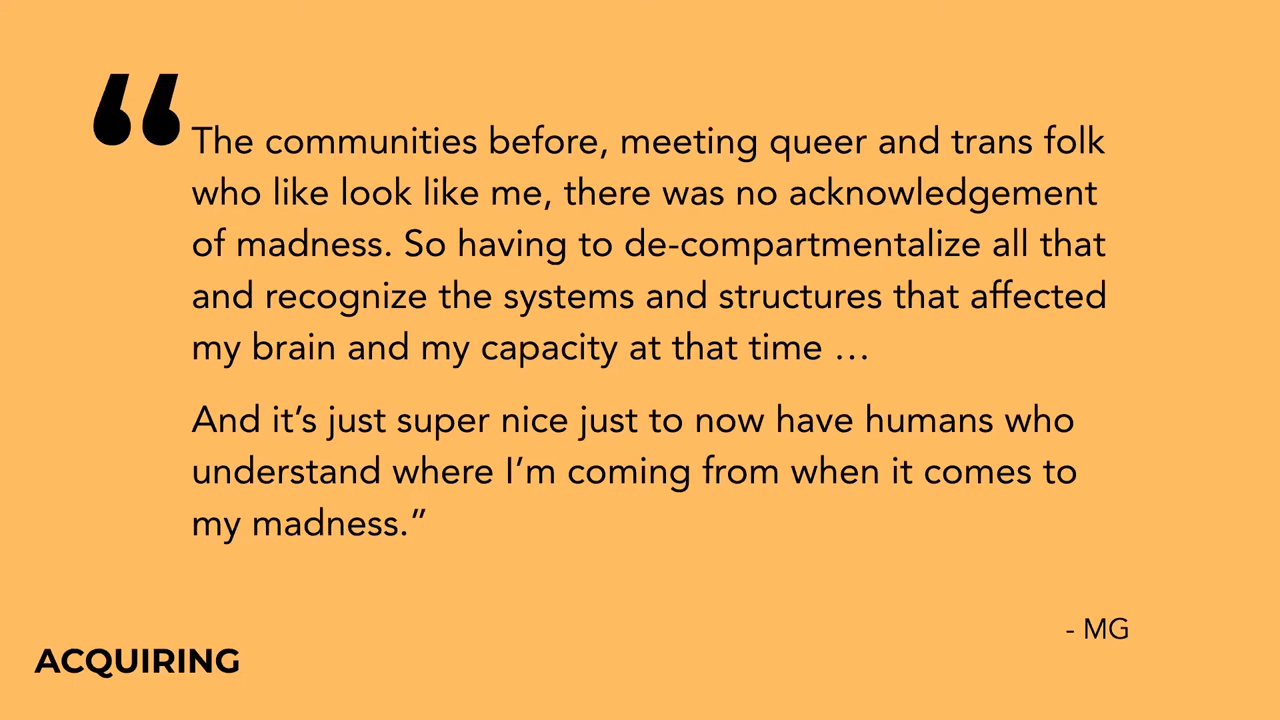 “The communities before, meeting queer and trans folk
who like look like me, there was no acknowledgement
of madness. So having to de-compartmentalize all that
and recognize the systems and structures that affected
my brain and my capacity at that time …
And it’s just super nice just to now have humans who
understand where I’m coming from when it comes to
my madness.”
- MG
ACQUIRING